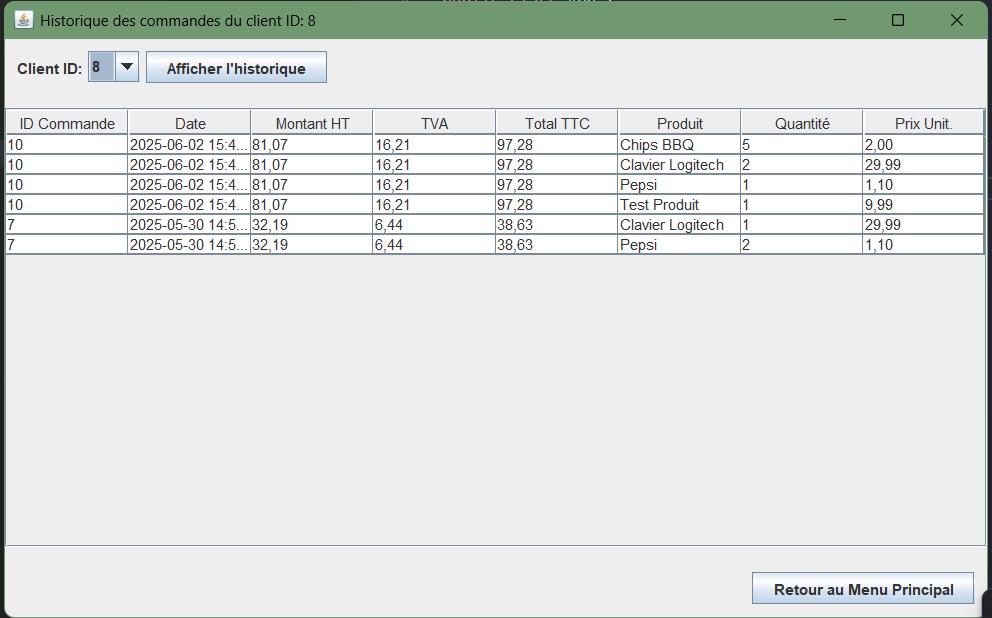 Historique des commandes du client ID: 8
Client ID: 8 Afficher l'historique
ID Commande Date Montant HT TVA Total TTC Produit Quantité Prix Unit.
10 2025-06-02 15:4... 81,07 16,21 97,28 Chips BBQ 5 2,00
10 2025-06-02 15:4... 81,07 16,21 97,28 Clavier Logitech 2 29,99
10 2025-06-02 15:4... 81,07 16,21 97,28 Pepsi 1 1,10
10 2025-06-02 15:4... 81,07 16,21 97,28 Test Produit 1 9,99
7 2025-05-30 14:5... 32,19 6,44 38,63 Clavier Logitech 1 29,99
7 2025-05-30 14:5... 32,19 6,44 38,63 Pepsi 2 1,10
Retour au Menu Principal